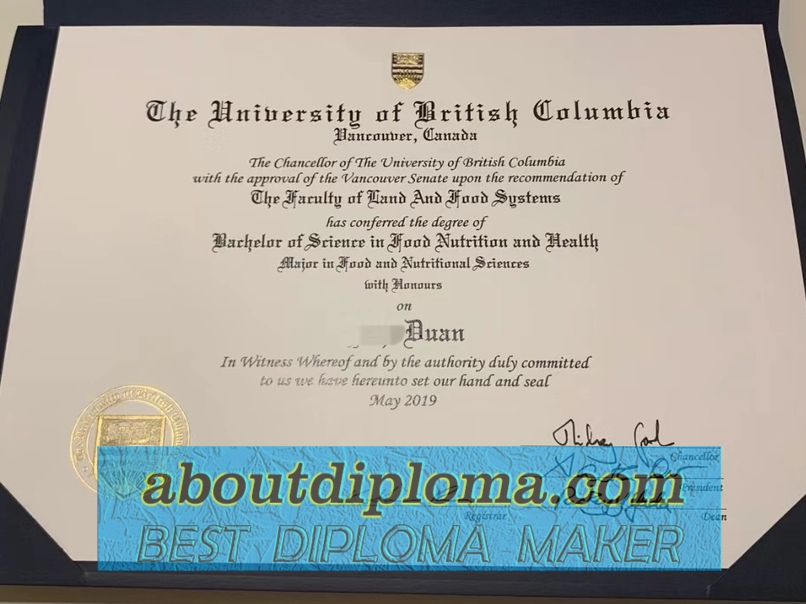 The University of British Columbia
Vancouver, Canada
The Chancellor of The University of British Columbia
with the approval of the Vancouver Senate upon the recommendation of
The Faculty of Land And Food Systems
has conferred the degree of
Bachelor of Science in Food Nutrition and Health
Major in Food and Nutritional Sciences
with Honours
on
Duan
In Witness Whereof and by the authority duly committed
to us we have hereunto set our hand and seal
May 2019
Chancellor
President
Registrar
Dean
aboutdiploma.com
BEST DIPLOMA MAKER